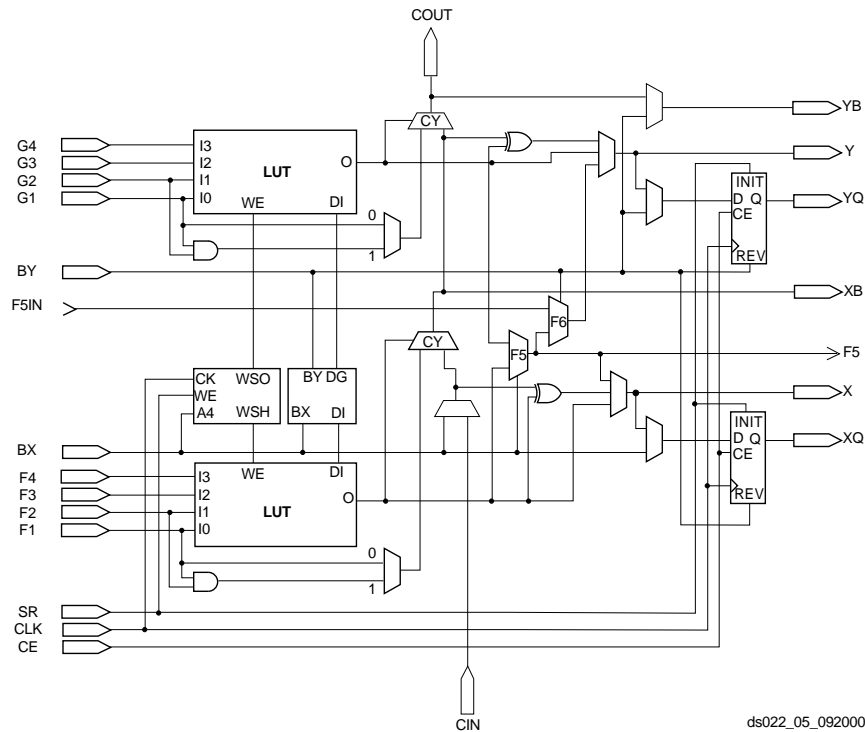 COUT
YB
CY
G4
I3
Y
G3
I2
LUT
O
G2
I1
INIT
G1
I0
WE
DI
D Q
YQ
CE
0
1
REV
BY
XB
F5IN
F6
CY
F5
F5
CK
WSO
BY DG
WE
X
A4
WSH
BX
DI
INIT
BX
D Q
XQ
CE
WE
DI
F4
I3
F3
I2
O
REV
F2
I1
LUT
F1
I0
0
1
SR
CLK
CE
CIN
ds022_05_092000